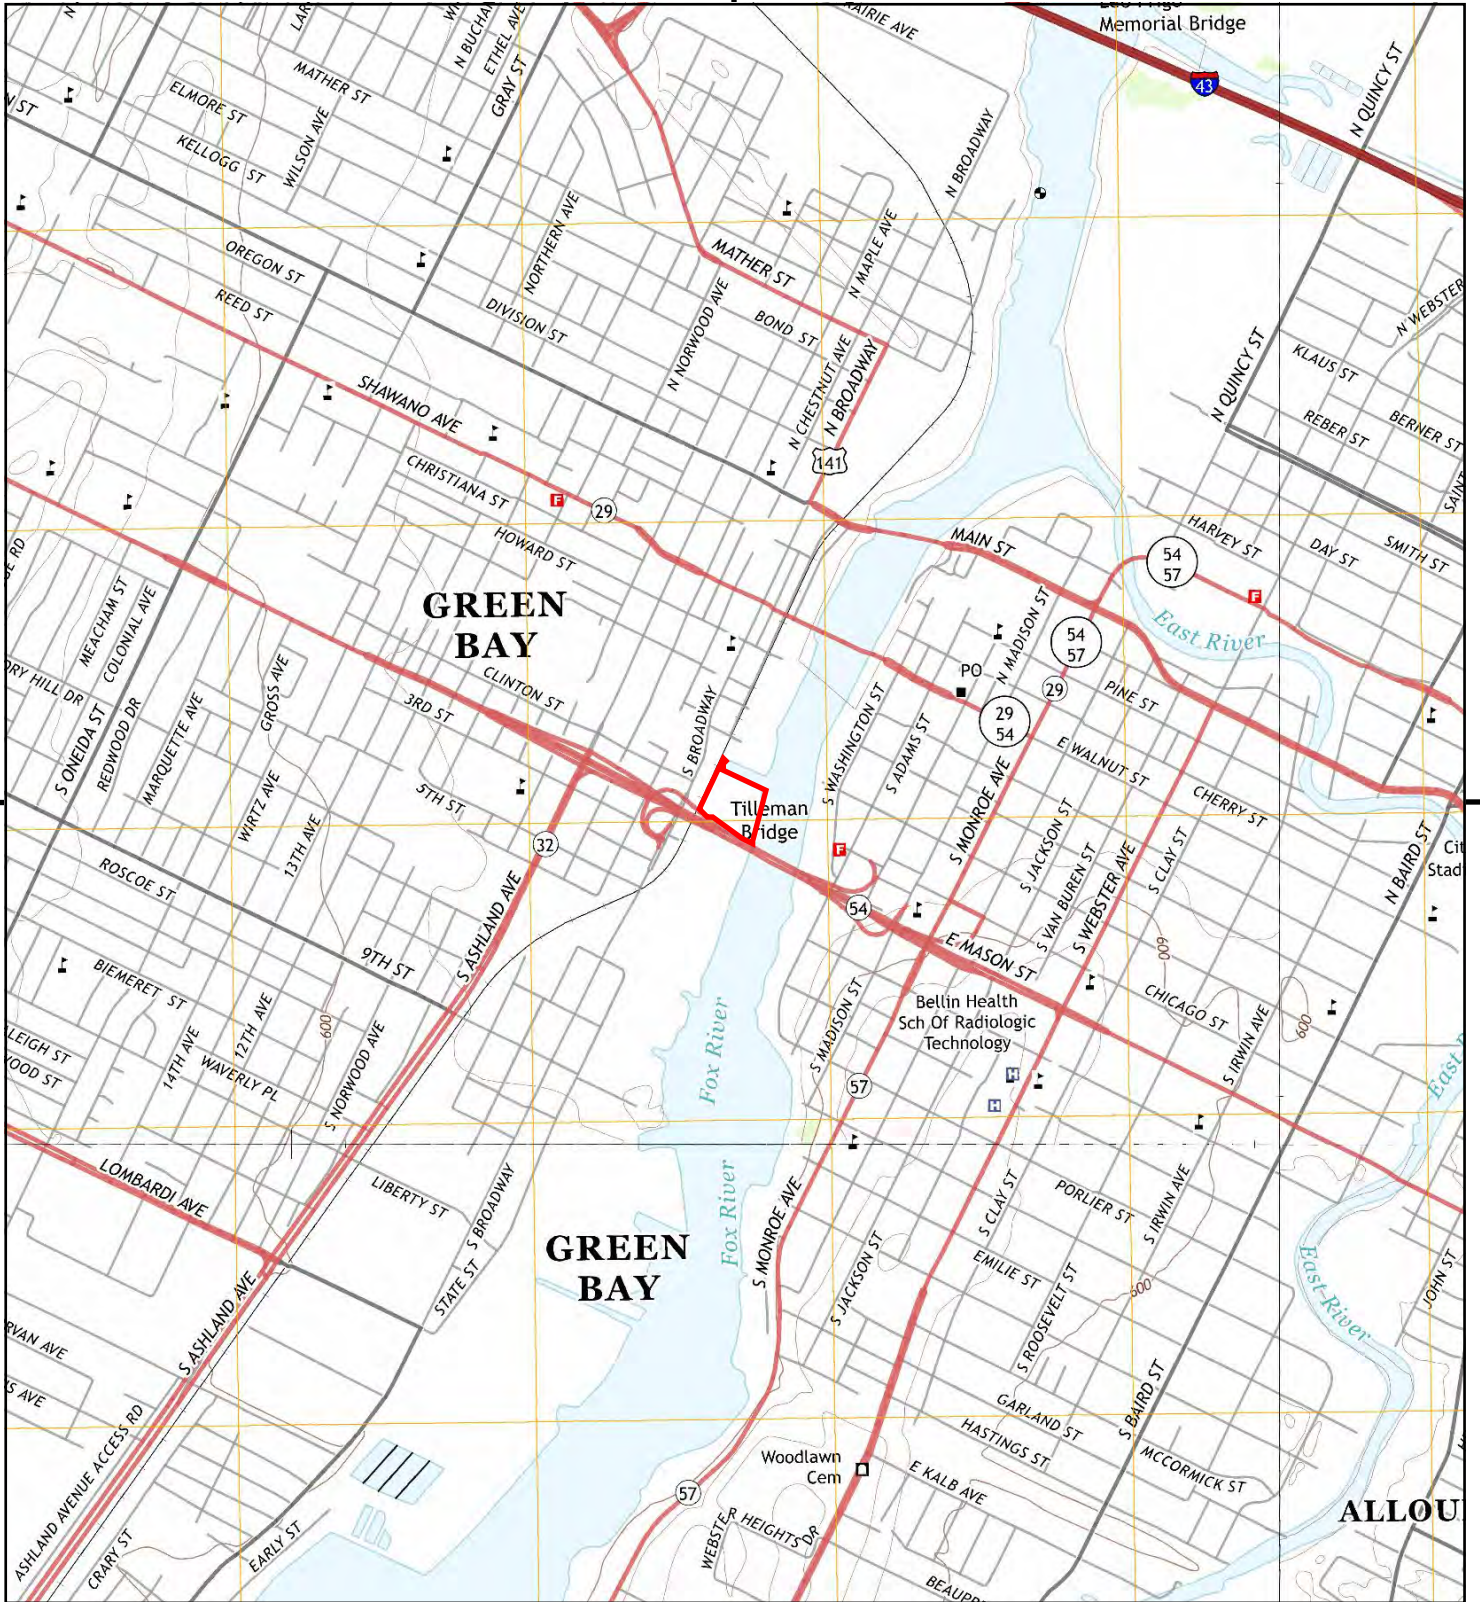 Memorial Bridge
43
N QUINCY ST
MATHER ST
ETHEL AVE
GRAY ST
ELMORE ST
WILSON AVE
KELLOGG ST
N BROADWAY
NORTHERN AVE
MATHER ST
N MAPLE AVE
OREGON ST
REED ST
DIVISION ST
N NORWOOD AVE
BOND ST
N CHESTNUT AVE
N BROADWAY
N WEBSTER
N QUINCY ST
KLAUS ST
REBER ST
BERNER ST
SHAWANO AVE
141
CHRISTIANA ST
F
29
HOWARD ST
MAIN ST
HARVEY ST
DAY ST
SMITH ST
54
57
F
MEACHAM ST
COLONIAL AVE
GREEN
BAY
N MADISON ST
54
57
East River
PO
29
PINE ST
ORY HILL DR
GROSS AVE
CLINTON ST
3RD ST
S BROADWAY
S WASHINGTON ST
S ADAMS ST
29
54
E WALNUT ST
S ONEIDA ST
REDWOOD DR
MARQUETTE AVE
WIRTZ AVE
5TH ST
S MONROE AVE
CHERRY ST
Tilleman
Bridge
13TH AVE
32
F
S JACKSON ST
S VAN BUREN ST
S WEBSTER AVE
S CLAY ST
N BAIRD ST
ROSCOE ST
S ASHLAND AVE
54
E MASON ST
600
9TH ST
BIEMERET ST
12TH AVE
14TH AVE
600
S NORWOOD AVE
WAVERLY PL
Fox River
S MADISON ST
Bellin Health
Sch Of Radiologic
Technology
CHICAGO ST
S IRWIN AVE
600
H
H
57
LOMBARDI AVE
LIBERTY ST
S BROADWAY
STATE ST
Fox River
S MONROE AVE
S CLAY ST
PORLIER ST
S IRWIN AVE
GREEN
BAY
S JACKSON ST
EMILIE ST
S ROOSEVELT ST
600
East River
JOHN ST
S ASHLAND AVE
RVAN AVE
ASHLAND AVENUE ACCESS RD
GARLAND ST
HASTINGS ST
S BAIRD ST
MCCORMICK ST
Woodlawn
Cem
E KALB AVE
57
WEBSTER HEIGHTS DR
CRARY ST
EARLY ST